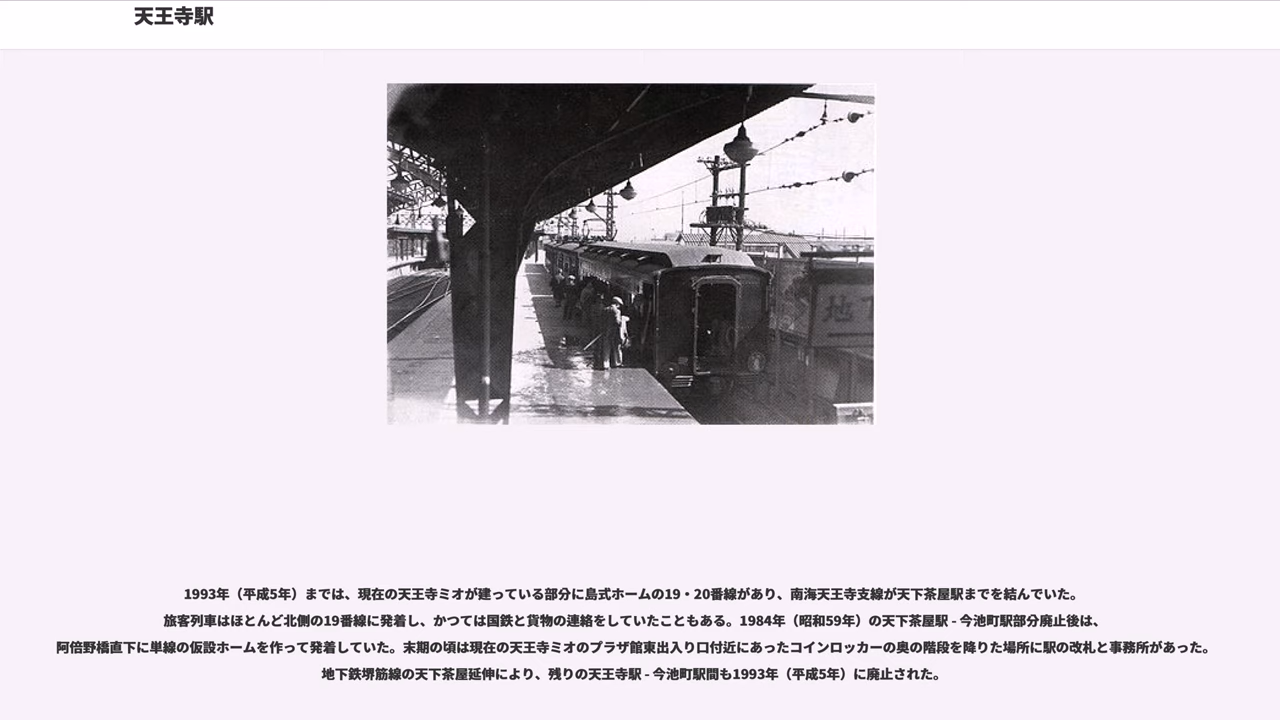 天王寺駅
地
1993年（平成5年）までは、現在の天王寺ミオが建っている部分に島式ホームの19・20番線があり、南海天王寺支線が天下茶屋駅までを結んでいた。
旅客列車はほとんど北側の19番線に発着し、かつては国鉄と貨物の連絡をしていたこともある。1984年（昭和59年）の天下茶屋駅 - 今池町駅部分廃止後は、
阿倍野橋直下に単線の仮設ホームを作って発着していた。末期の頃は現在の天王寺ミオのプラザ館東出入り口付近にあったコインロッカーの奥の階段を降りた場所に駅の改札と事務所があった。
地下鉄堺筋線の天下茶屋延伸により、残りの天王寺駅 - 今池町駅間も1993年（平成5年）に廃止された。